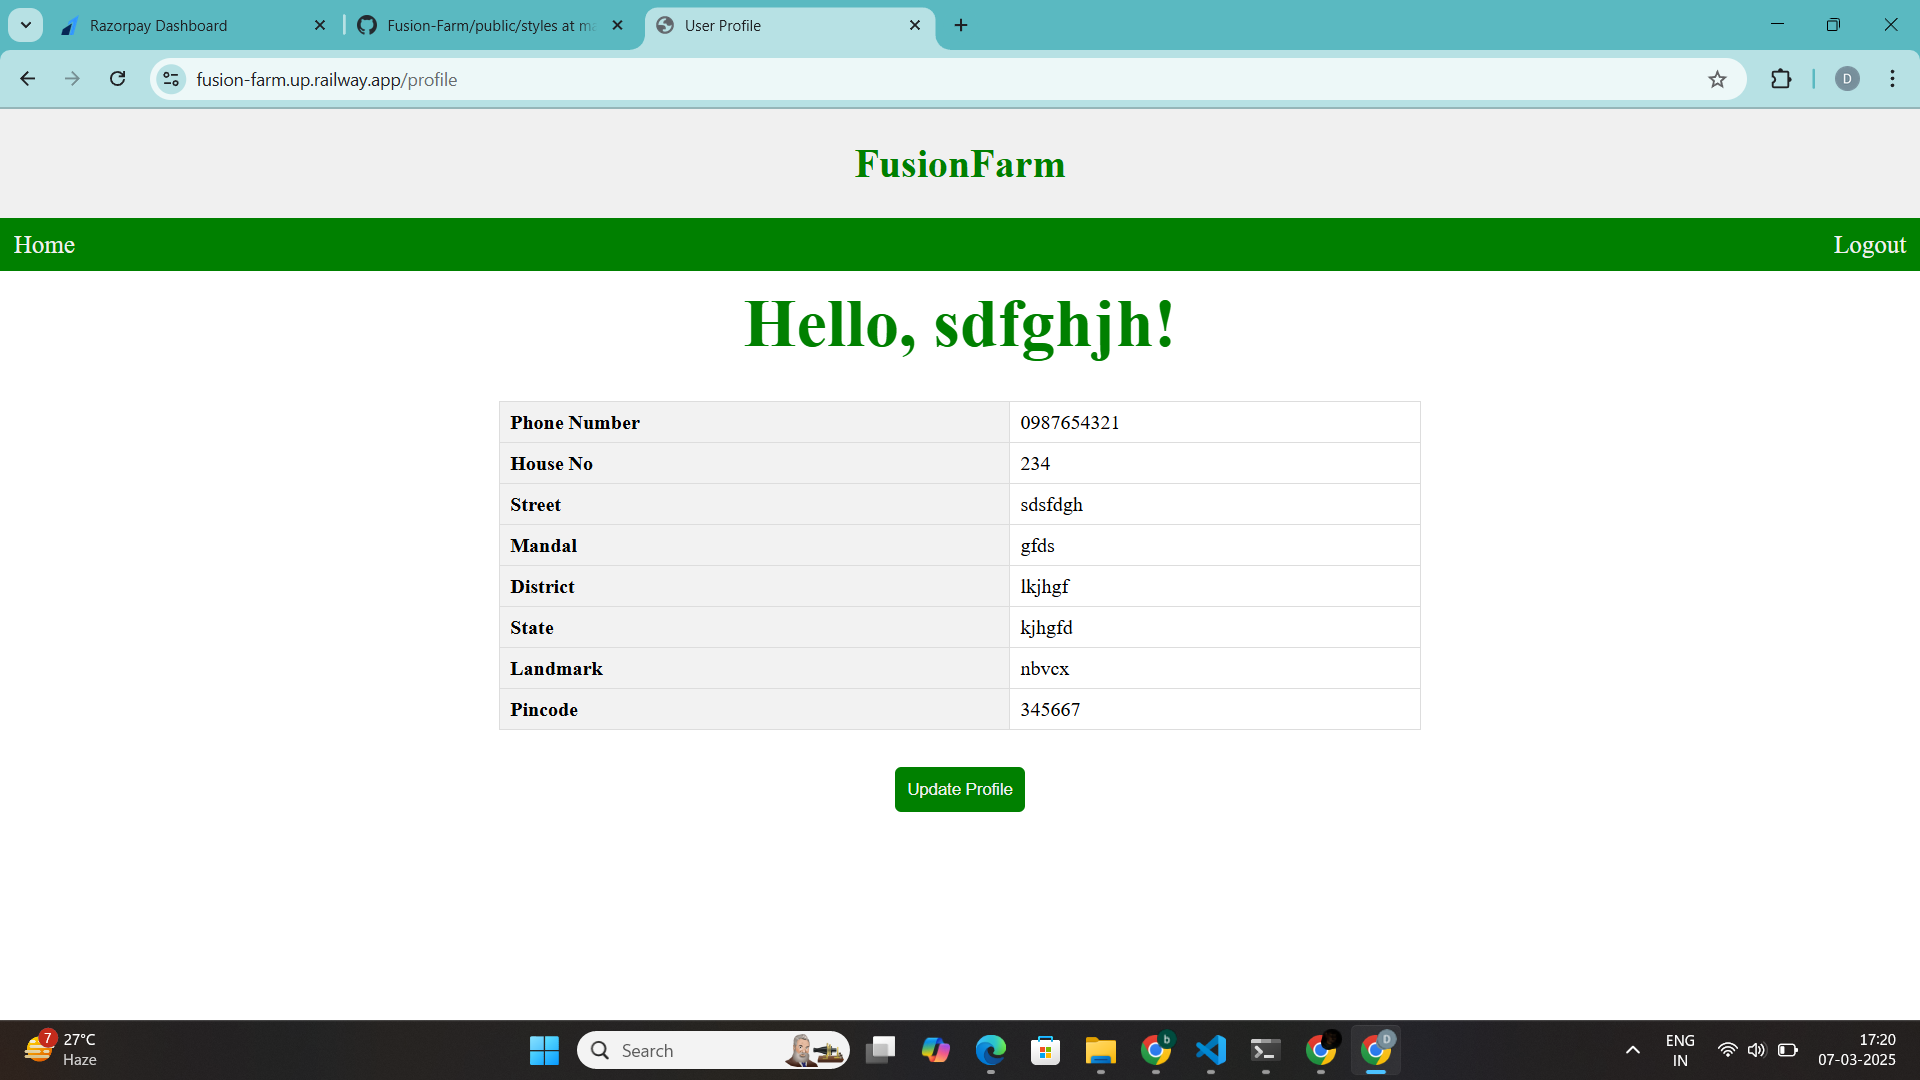 Razorpay Dashboard
Fusion-Farm/public/styles at ma
User Profile
fusion-farm.up.railway.app/profile
D
FusionFarm
Home
Logout
Hello, sdfghjh!
Phone Number 0987654321
House No 234
Street sdsfdgh
Mandal gfds
District lkjhgf
State kjhgfd
Landmark nbvcx
Pincode 345667
Update Profile
7
27°C
Haze
Search
b
D
ENG
IN
17:20
07-03-2025